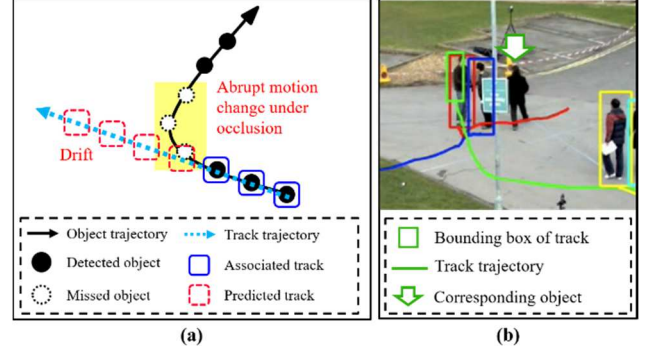 Abrupt motion
change under
occlusion
Drift
Object trajectory
Track trajectory
Detected object
Associated track
Missed object
Predicted track
(a)
Bounding box of track
Track trajectory
Corresponding object
(b)